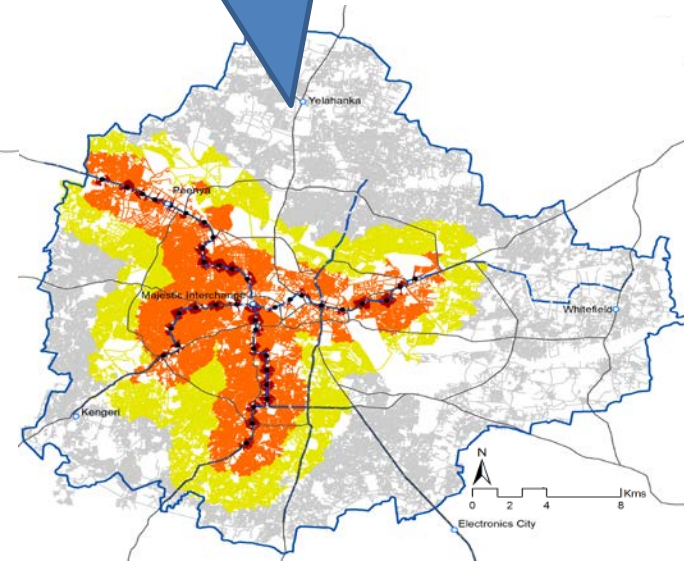 Yelahanka
Peenya
Majestic Interchange
Whitefield
Kengeri
N
Kms
0 2 4 8
Electronics City